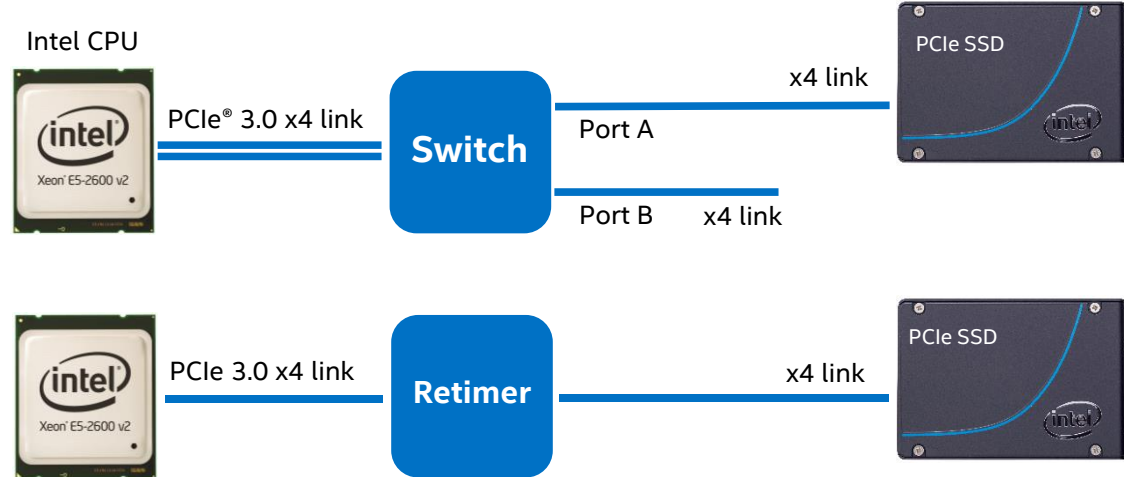 Intel CPU
PCIe SSD
x4 link
PCIe® 3.0 x4 link
intel
Xeon® E5-2600 v2
Switch
Port A
intel
Port B
x4 link
PCIe SSD
PCIe 3.0 x4 link
x4 link
intel
Xeon® E5-2600 v2
Retimer
intel